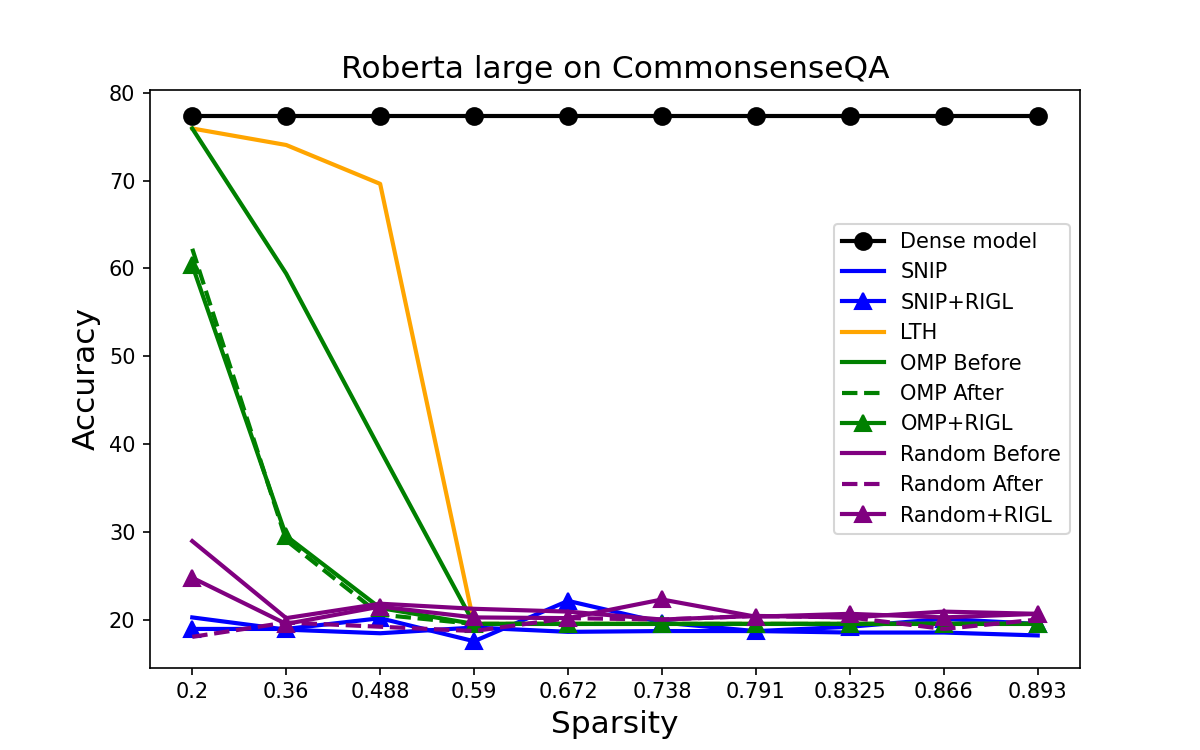 Roberta large on CommonsenseQA
Accuracy
80
70
60
50
40
30
20
Dense model
SNIP
SNIP+RIGL
LTH
OMP Before
OMP After
OMP+RIGL
Random Before
Random After
Random+RIGL
0.2 0.36 0.488 0.59 0.672 0.738 0.791 0.8325 0.866 0.893
Sparsity